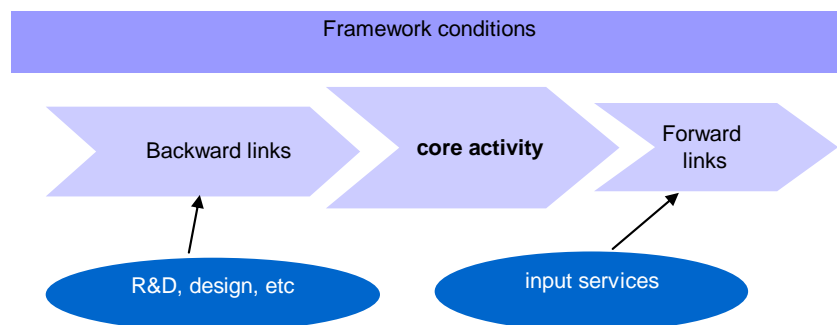 Framework conditions
Backward links
core activity
Forward
links
R&D, design, etc
input services